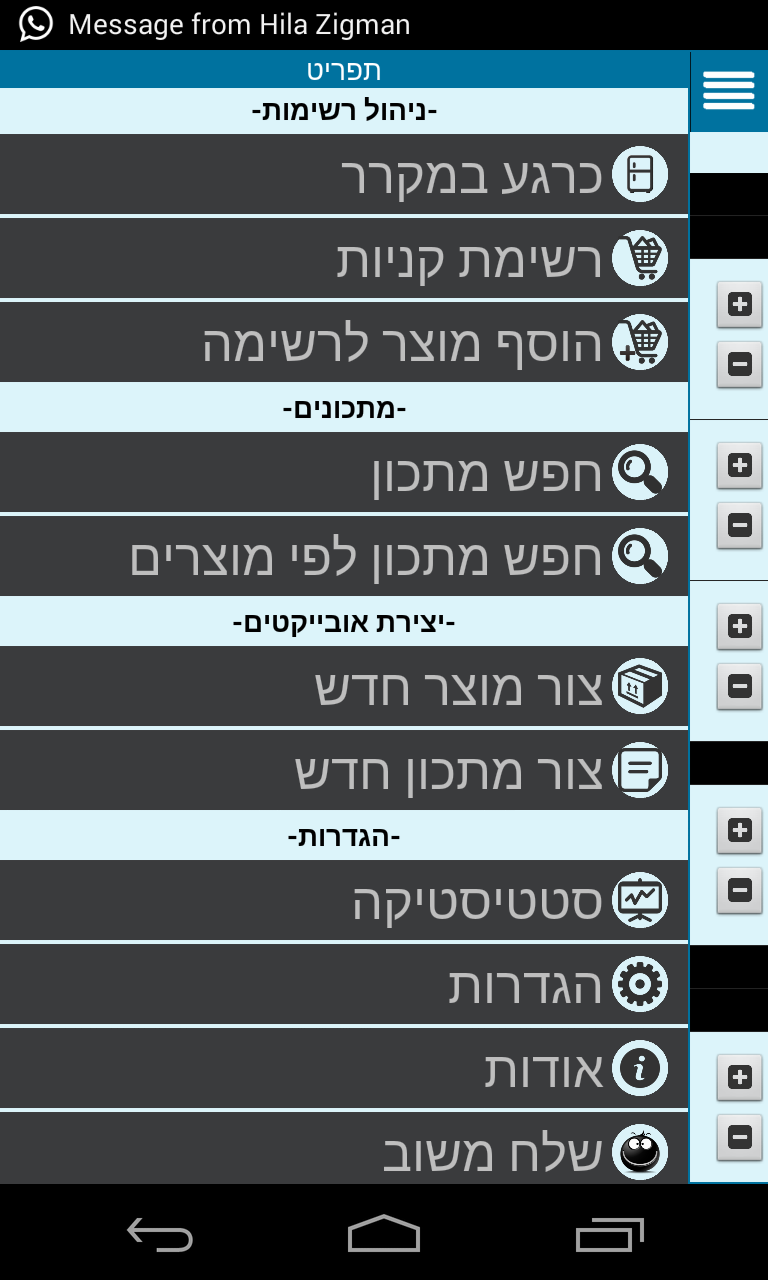 Message from Hila Zigman
תפריט
-ניהול רשימות-
כרגע במקרר
רשימת קניות
הוסף מוצר לרשימה
-מתכונים-
חפש מתכון
חפש מתכון לפי מוצרים
-יצירת אובייקטים-
צור מוצר חדש
צור מתכון חדש
-הגדרות-
סטטיסטיקה
הגדרות
אודות
שלח משוב